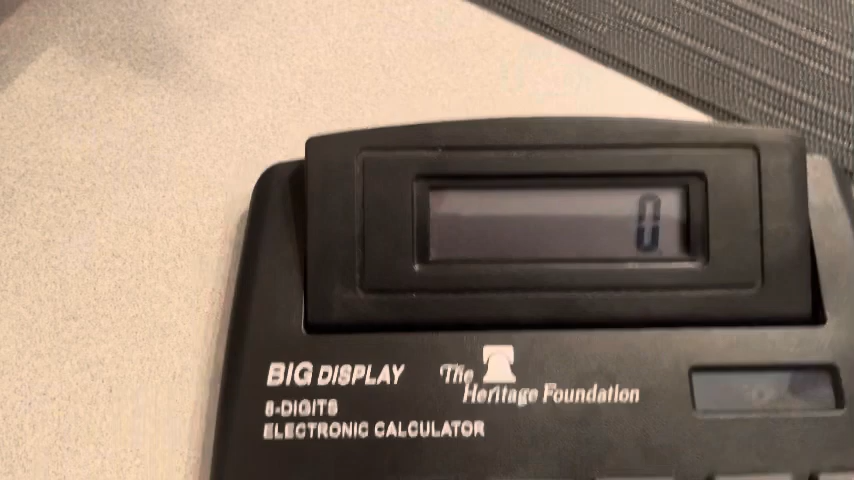 0
BIG DISPLAY
8-DIGITS
ELECTRONIC CALCULATOR
The
Heritage Foundation